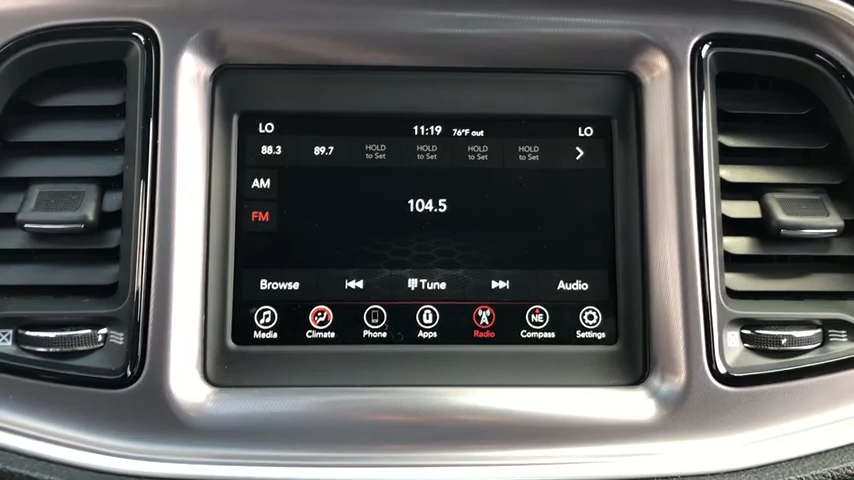 LO 11:19 76°F out LO
88.3 89.7 HOLD to Set HOLD to Set HOLD to Set HOLD to Set
AM
104.5
FM
Browse Tune Audio
NE
Media Climate Phone Apps Radio Compass Settings